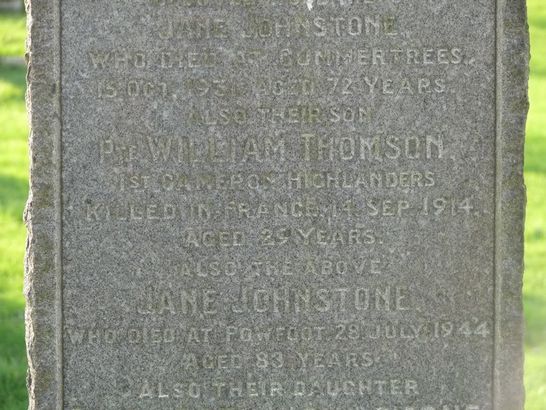 JANE JOHNSTONE.
WHO DIED AT CUMMERTREES.
15 OCT. 1931. AGED 72 YEARS.
ALSO THEIR SON
PTE WILLIAM THOMSON.
1ST CAMERON HIGHLANDERS
KILLED IN FRANCE, 14 SEP. 1914.
AGED 29 YEARS.
ALSO THE ABOVE
JANE JOHNSTONE.
WHO DIED AT POWFOOT 29 JULY 1944
AGED 83 YEARS
ALSO THEIR DAUGHTER